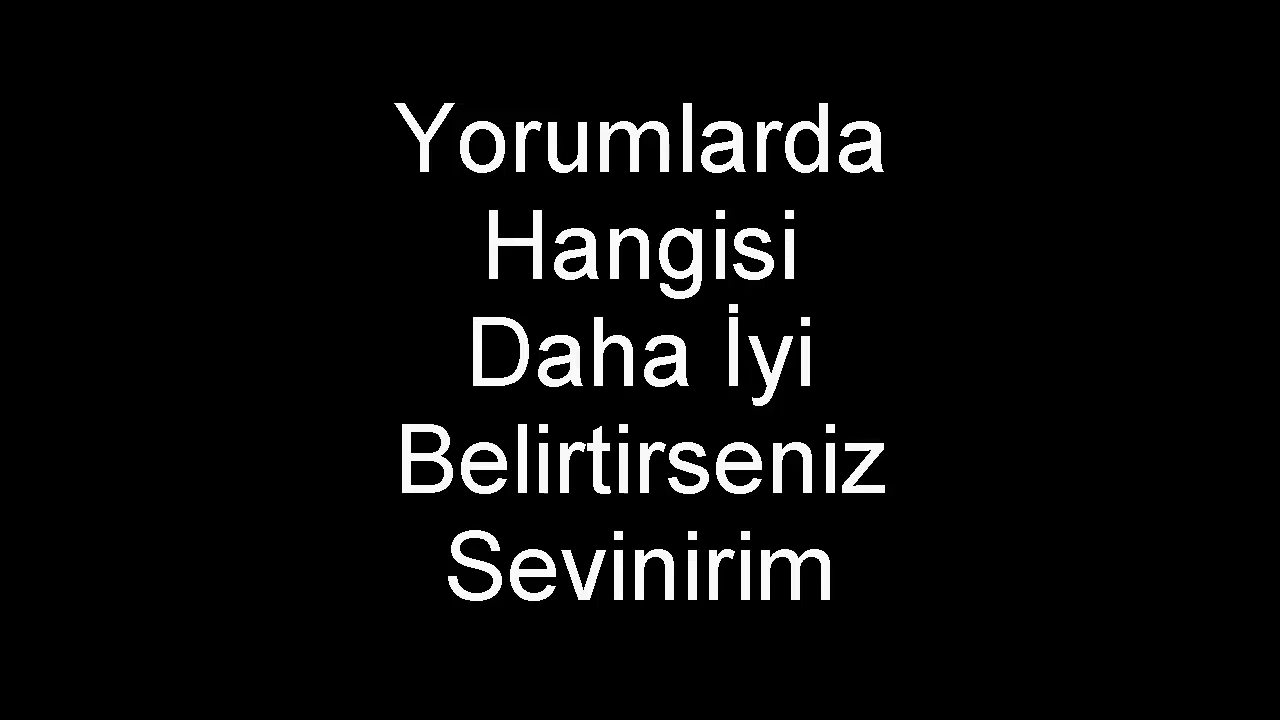 Yorumlarda
Hangisi
Daha İyi
Belirtirseniz
Sevinirim